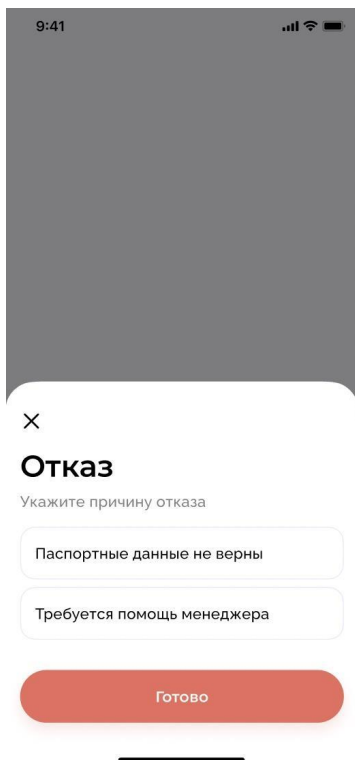 9:41
Отказ
Укажите причину отказа
Паспортные данные не верны
Требуется помощь менеджера
Готово